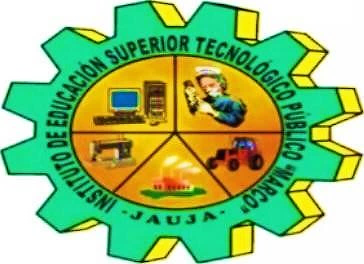 INSTITUTO DE EDUCACIÓN SUPERIOR TECNOLÓGICO PÚBLICO "MARCO"
- JAUJA -